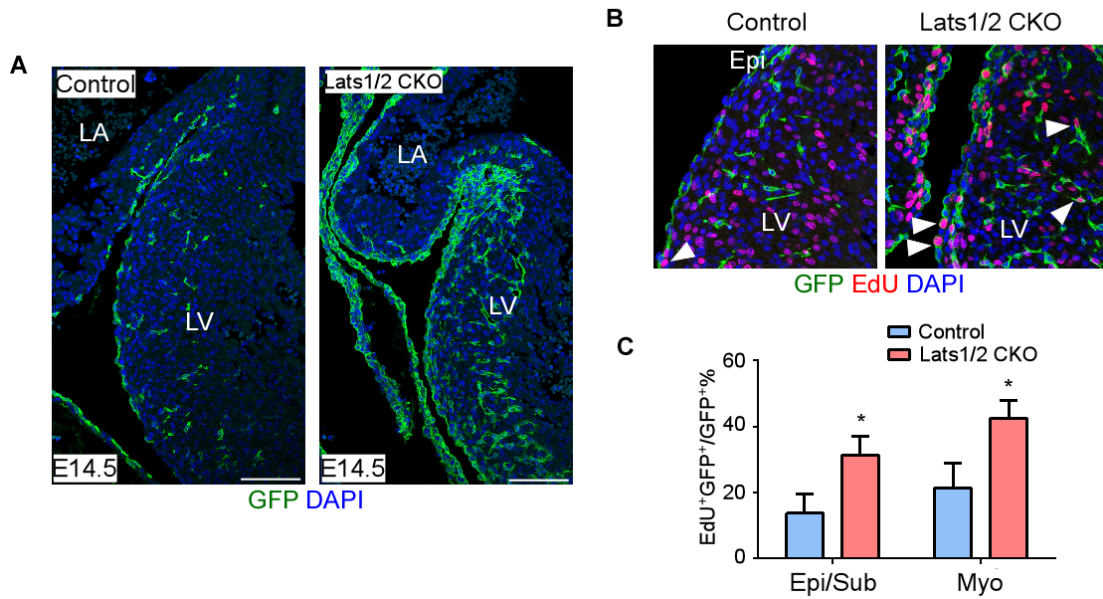 A
Control
LA
LV
E14.5
Lats1/2 CKO
LA
LV
E14.5
GFP DAPI
B
Control
Lats1/2 CKO
Epi
LV
LV
GFP EdU DAPI
C
Control
Lats1/2 CKO
EdU⁺GFP⁺/GFP⁺%
60
40
20
0
*
*
Epi/Sub
Myo